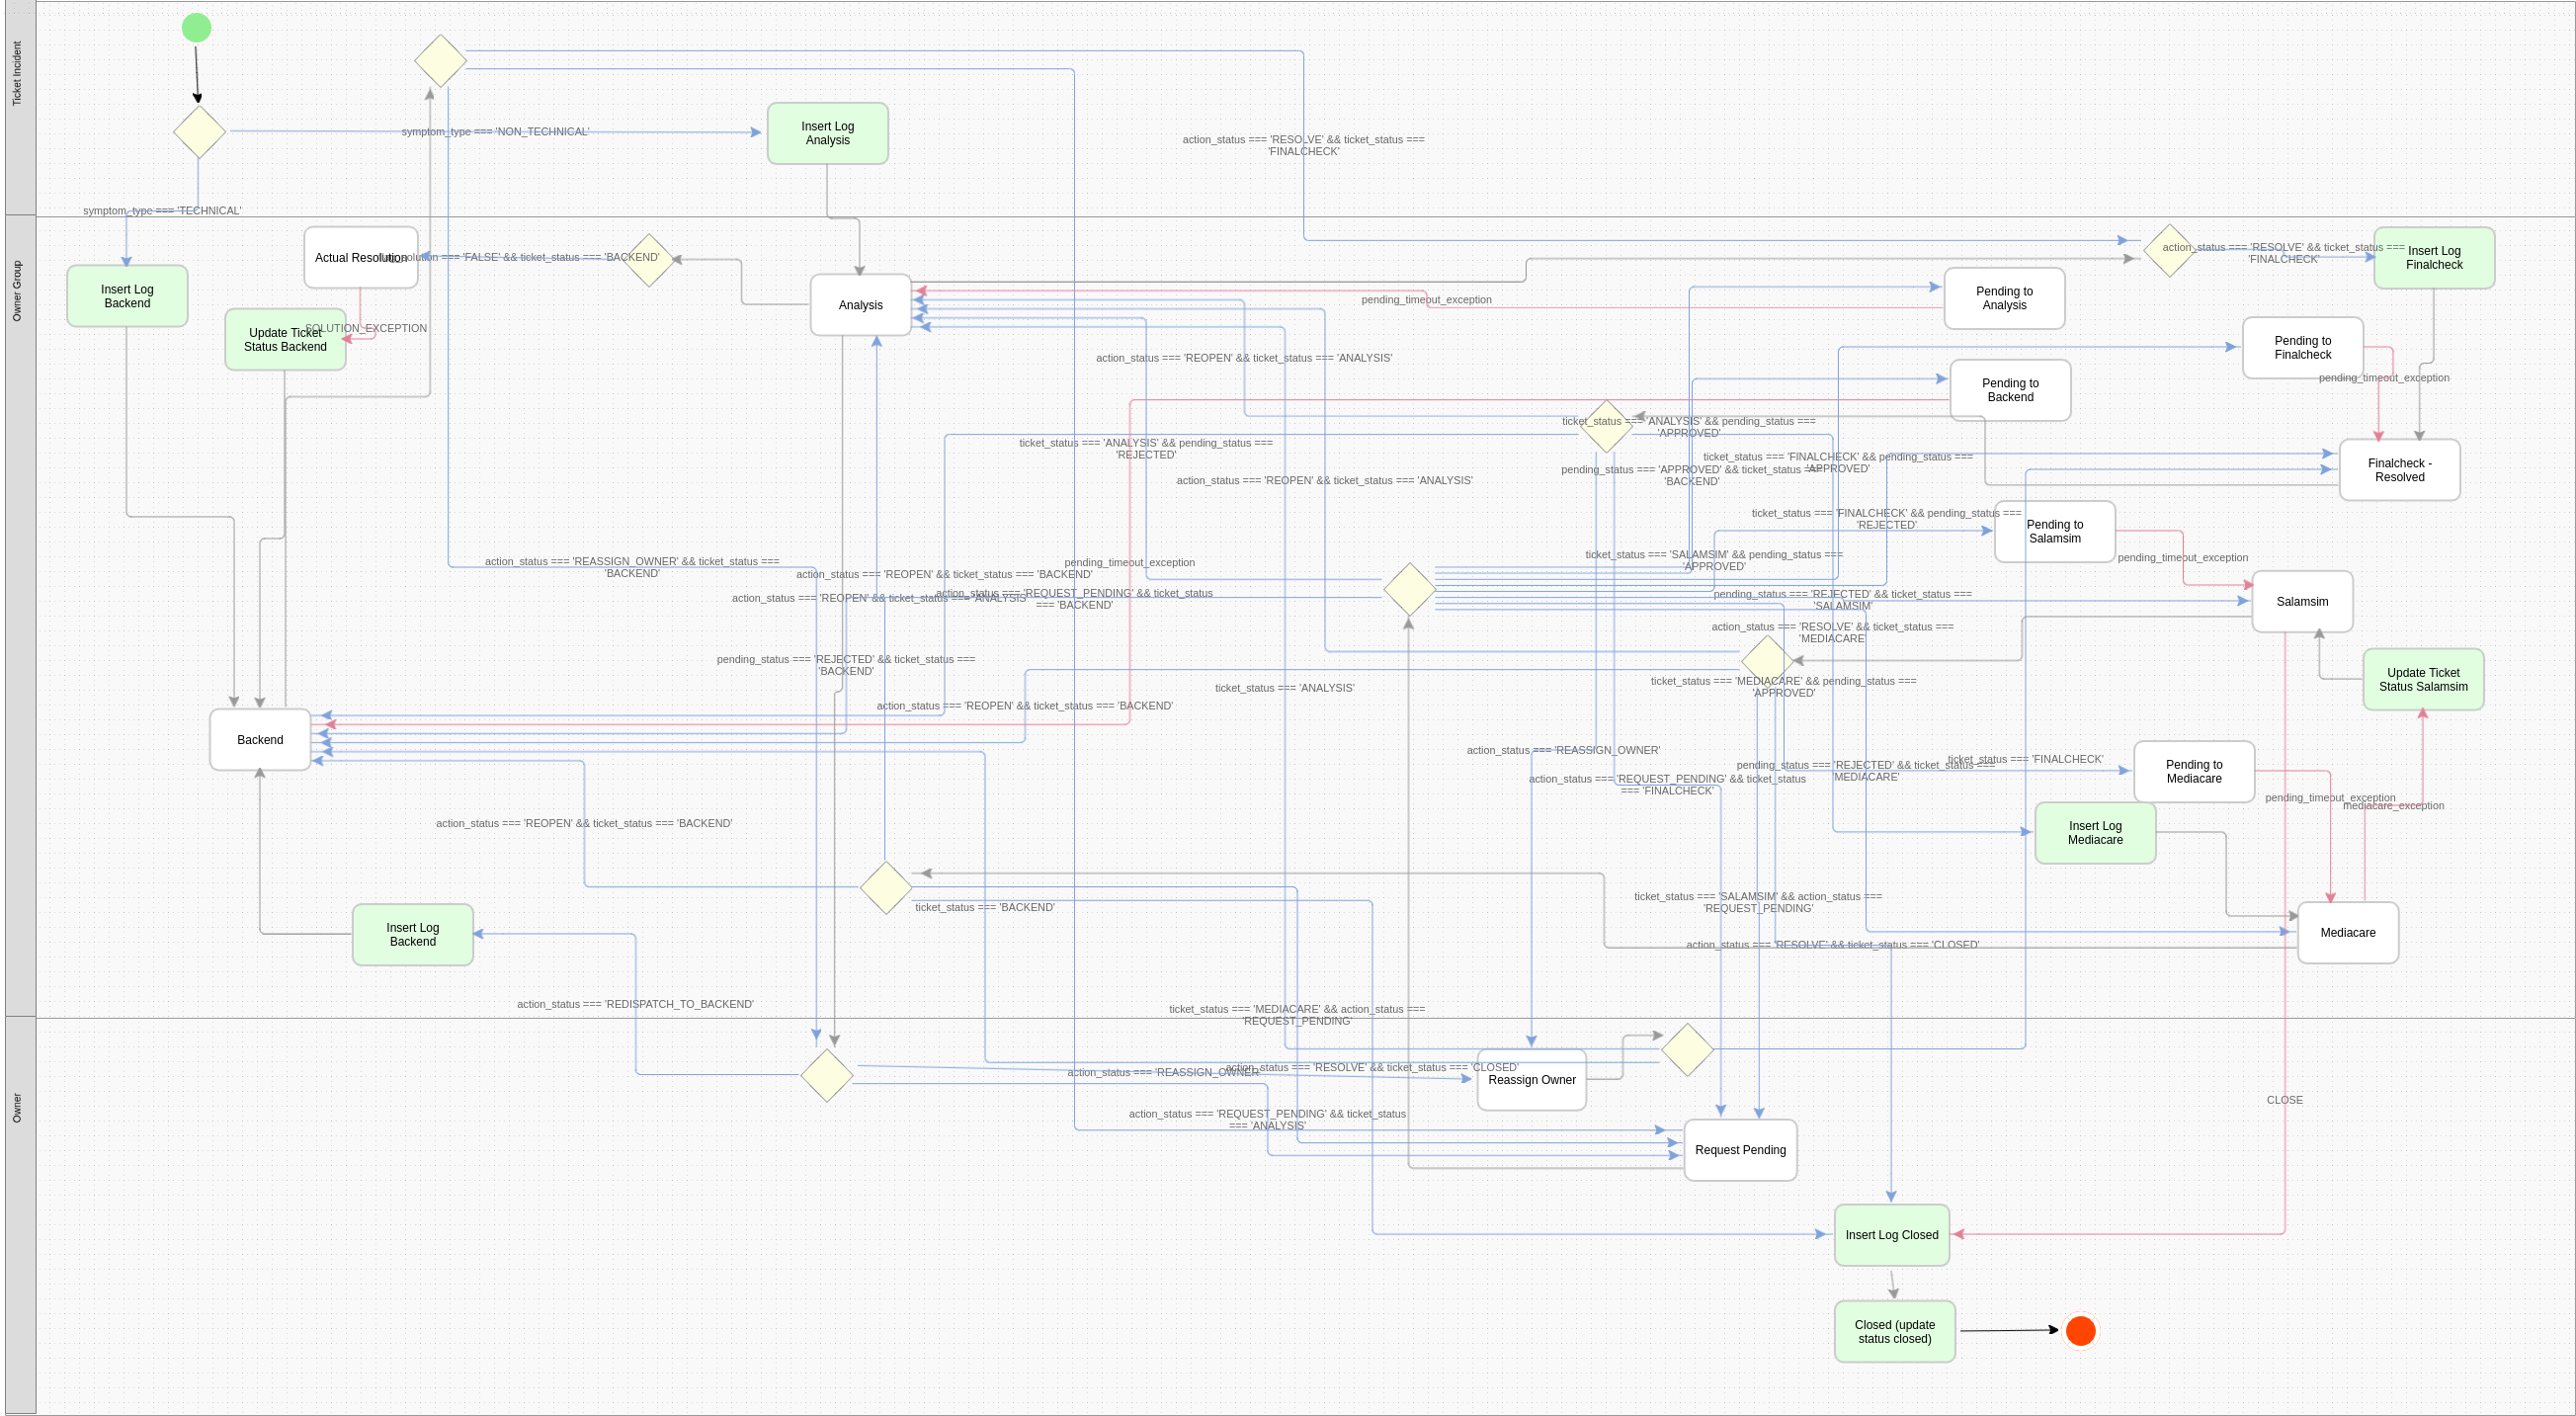 Ticket Incident
symptom_type === 'NON_TECHNICAL'
Insert Log
Analysis
action_status === 'RESOLVE' && ticket_status ===
'FINALCHECK'
symptom_type === 'TECHNICAL'
Owner Group
Insert Log
Backend
Actual Resolution
=== 'FALSE' && ticket_status === 'BACKEND'
SOLUTION_EXCEPTION
Update Ticket
Status Backend
Analysis
pending_timeout_exception
Pending to
Analysis
action_status === 'RESOLVE' && ticket_status ===
'FINALCHECK'
Insert Log
Finalcheck
Pending to
Finalcheck
pending_timeout_exception
action_status === 'REOPEN' && ticket_status === 'ANALYSIS'
Pending to
Backend
ticket_status === 'ANALYSIS' && pending_status ===
'APPROVED'
ticket_status === 'ANALYSIS' && pending_status ===
'REJECTED'
ticket_status === 'FINALCHECK' && pending_status ===
'APPROVED'
pending_status === 'APPROVED' && ticket_status ===
'BACKEND'
Finalcheck -
Resolved
action_status === 'REOPEN' && ticket_status === 'ANALYSIS'
ticket_status === 'FINALCHECK' && pending_status ===
'REJECTED'
Pending to
Salamsim
pending_timeout_exception
action_status === 'REASSIGN_OWNER' && ticket_status ===
'BACKEND'
pending_timeout_exception
action_status === 'REOPEN' && ticket_status === 'BACKEND'
ticket_status === 'SALAMSIM' && pending_status ===
'APPROVED'
action_status === 'REOPEN' && ticket_status === 'ANALYSIS'
action_status === 'REQUEST_PENDING' && ticket_status
=== 'BACKEND'
pending_status === 'REJECTED' && ticket_status ===
'SALAMSIM'
Salamsim
action_status === 'RESOLVE' && ticket_status ===
'MEDIACARE'
pending_status === 'REJECTED' && ticket_status ===
'BACKEND'
ticket_status === 'ANALYSIS'
ticket_status === 'MEDIACARE' && pending_status ===
'APPROVED'
Update Ticket
Status Salamsim
action_status === 'REOPEN' && ticket_status === 'BACKEND'
Backend
action_status === 'REASSIGN_OWNER'
ticket_status === 'FINALCHECK'
pending_status === 'REJECTED' && ticket_status ===
'MEDIACARE'
Pending to
Mediacare
action_status === 'REQUEST_PENDING' && ticket_status
=== 'FINALCHECK'
pending_timeout_exception
mediacare_exception
action_status === 'REOPEN' && ticket_status === 'BACKEND'
Insert Log
Mediacare
ticket_status === 'BACKEND'
ticket_status === 'SALAMSIM' && action_status ===
'REQUEST_PENDING'
Insert Log
Backend
action_status === 'RESOLVE' && ticket_status === 'CLOSED'
Mediacare
action_status === 'REDISPATCH_TO_BACKEND'
ticket_status === 'MEDIACARE' && action_status ===
'REQUEST_PENDING'
Owner
action_status === 'REASSIGN_OWNER'
action_status === 'RESOLVE' && ticket_status === 'CLOSED'
Reassign Owner
CLOSE
action_status === 'REQUEST_PENDING' && ticket_status
=== 'ANALYSIS'
Request Pending
Insert Log Closed
Closed (update
status closed)